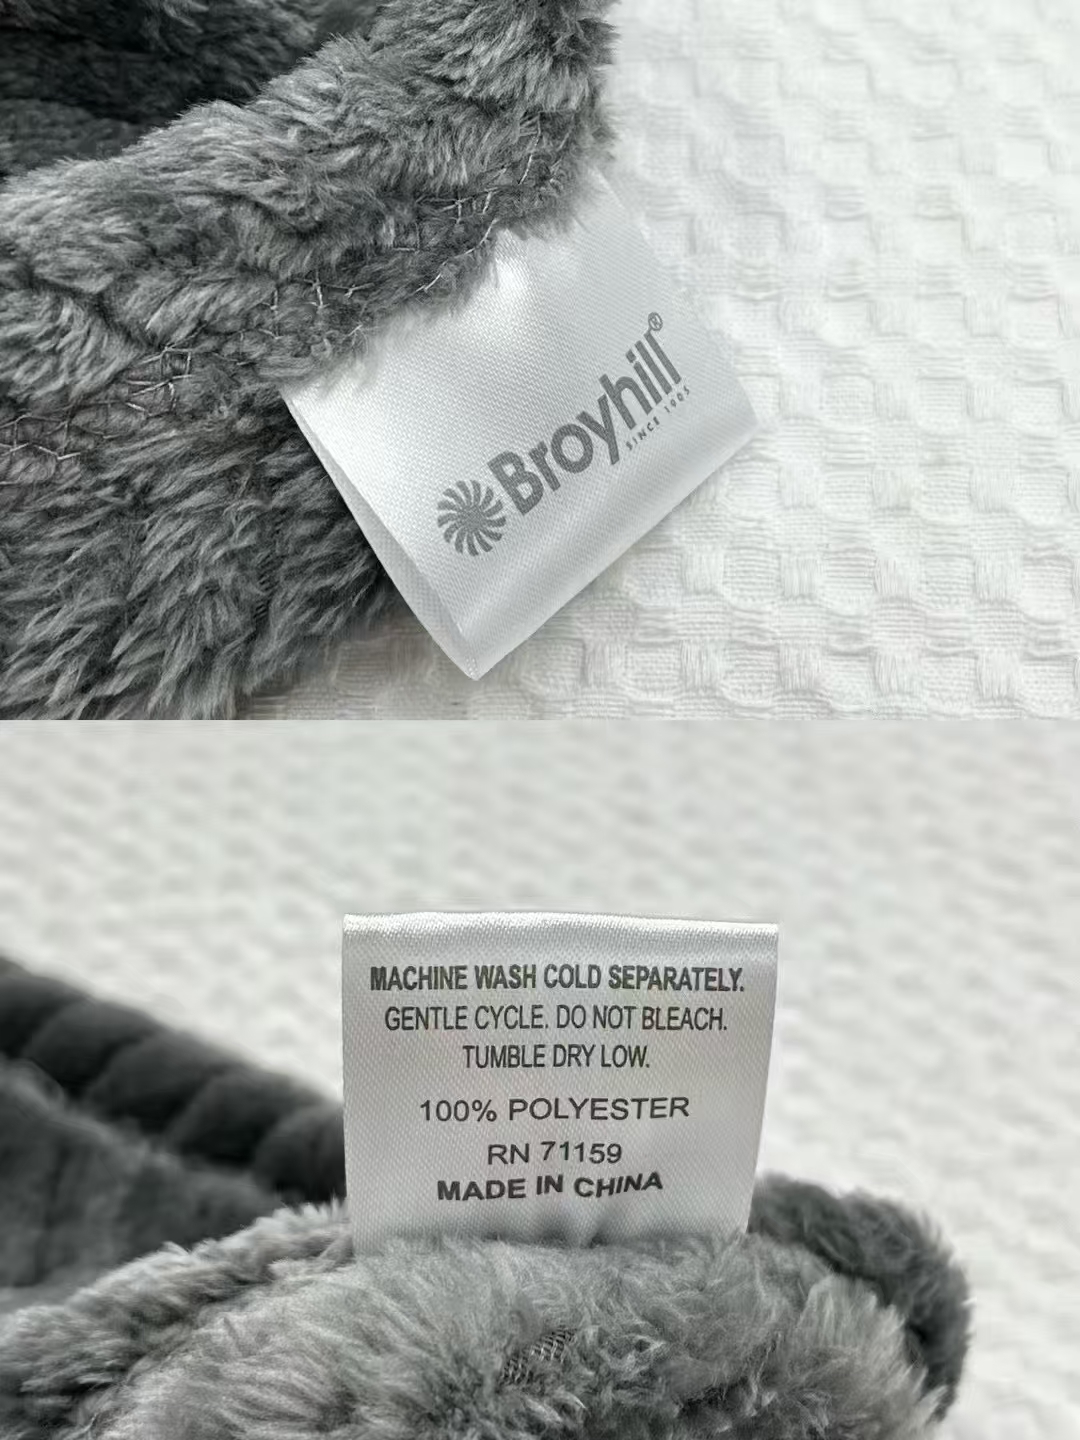 Broyhill®
SINCE 1905
MACHINE WASH COLD SEPARATELY.
GENTLE CYCLE. DO NOT BLEACH.
TUMBLE DRY LOW.
100% POLYESTER
RN 71159
MADE IN CHINA